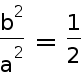 b²/a² = 1/2